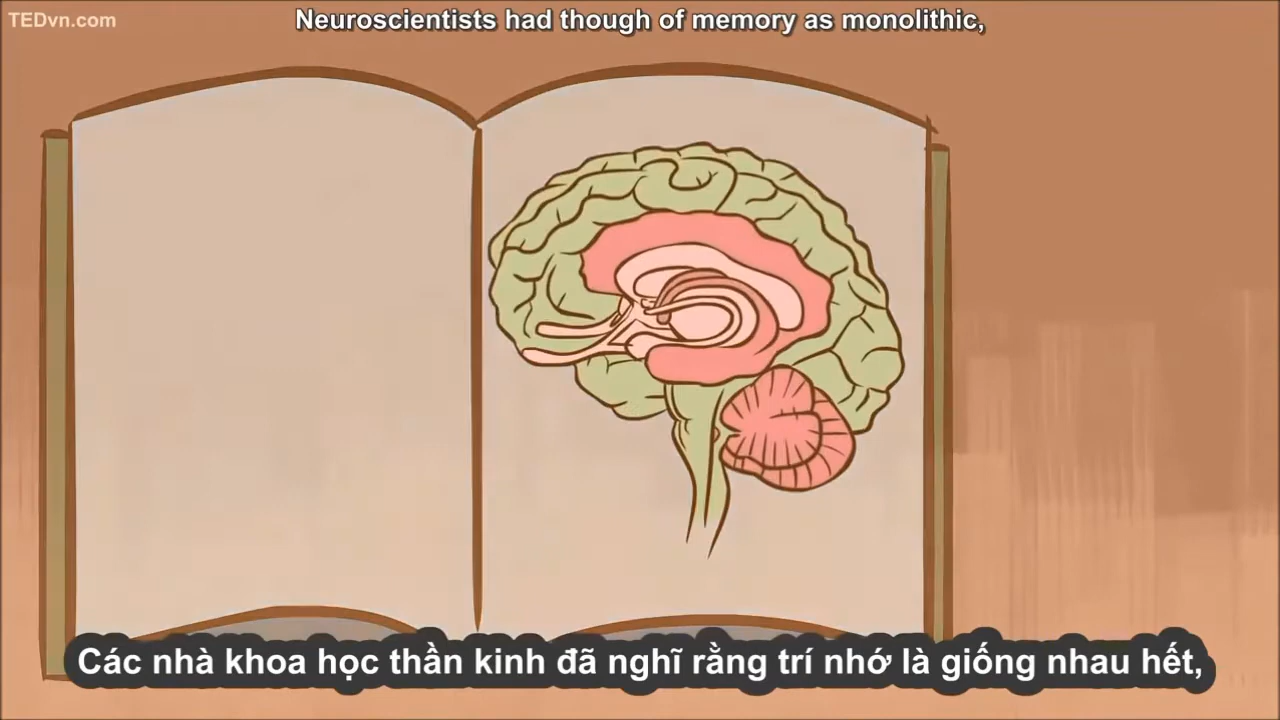 TEDvn.com
Neuroscientists had though of memory as monolithic,
Các nhà khoa học thần kinh đã nghĩ rằng trí nhớ là giống nhau hết,